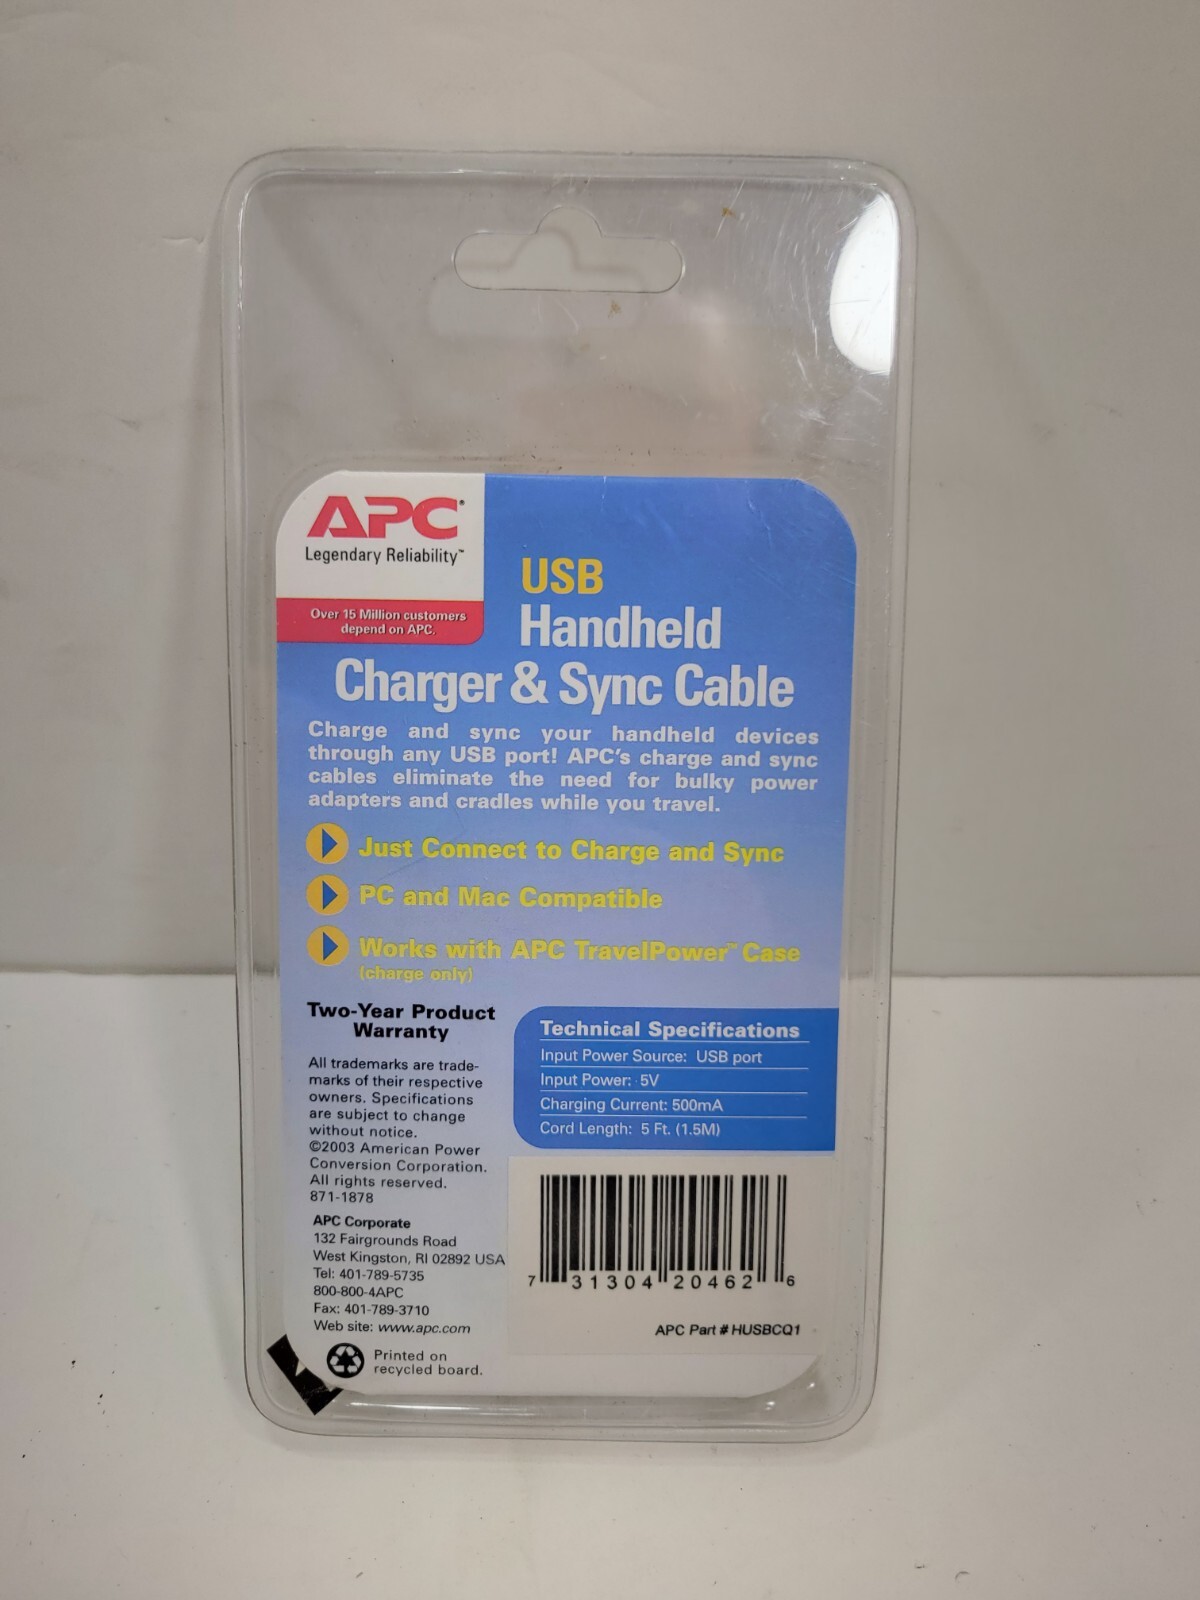 APC®
Legendary Reliability™
Over 15 Million customers
depend on APC.
USB
Handheld
Charger & Sync Cable
Charge and sync your handheld devices
through any USB port! APC's charge and sync
cables eliminate the need for bulky power
adapters and cradles while you travel.
Just Connect to Charge and Sync
PC and Mac Compatible
Works with APC TravelPower™ Case
(charge only)
Two-Year Product
Warranty
All trademarks are trade-
marks of their respective
owners. Specifications
are subject to change
without notice.
©2003 American Power
Conversion Corporation.
All rights reserved.
871-1878
APC Corporate
132 Fairgrounds Road
West Kingston, RI 02892 USA
Tel: 401-789-5735
800-800-4APC
Fax: 401-789-3710
Web site: www.apc.com
Printed on
recycled board.
Technical Specifications
Input Power Source: USB port
Input Power: 5V
Charging Current: 500mA
Cord Length: 5 Ft. (1.5M)
7 31304 20462 6
APC Part # HUSBCQ1